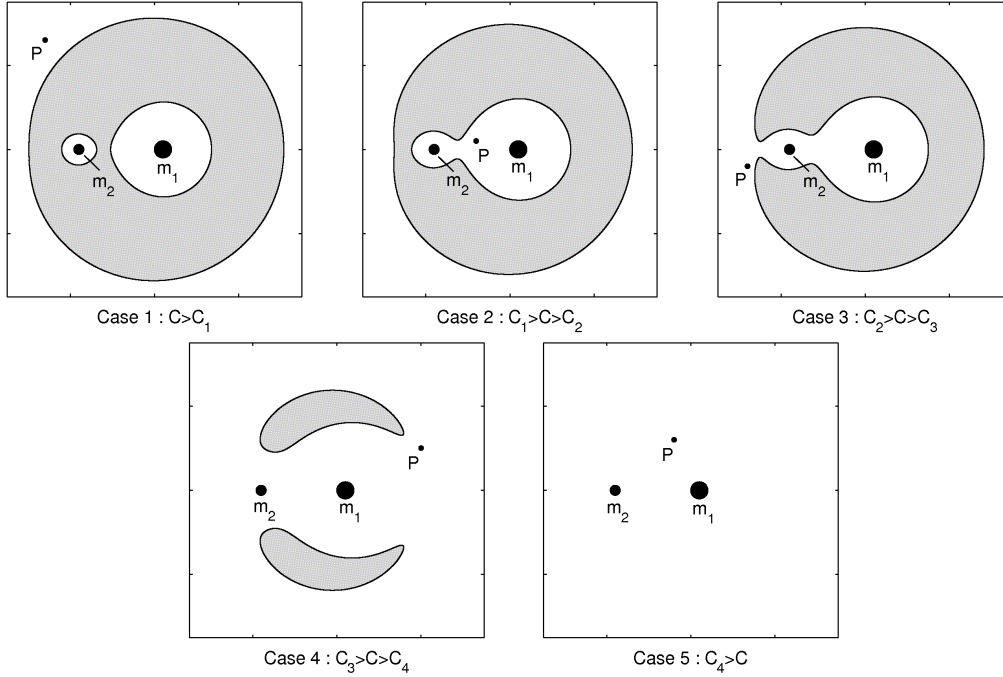 P
m₂
m₁
Case 1 : C>C₁
P
m₂
m₁
Case 2 : C₁>C>C₂
P
m₂
m₁
Case 3 : C₂>C>C₃
P
m₂
m₁
Case 4 : C₃>C>C₄
P
m₂
m₁
Case 5 : C₄>C